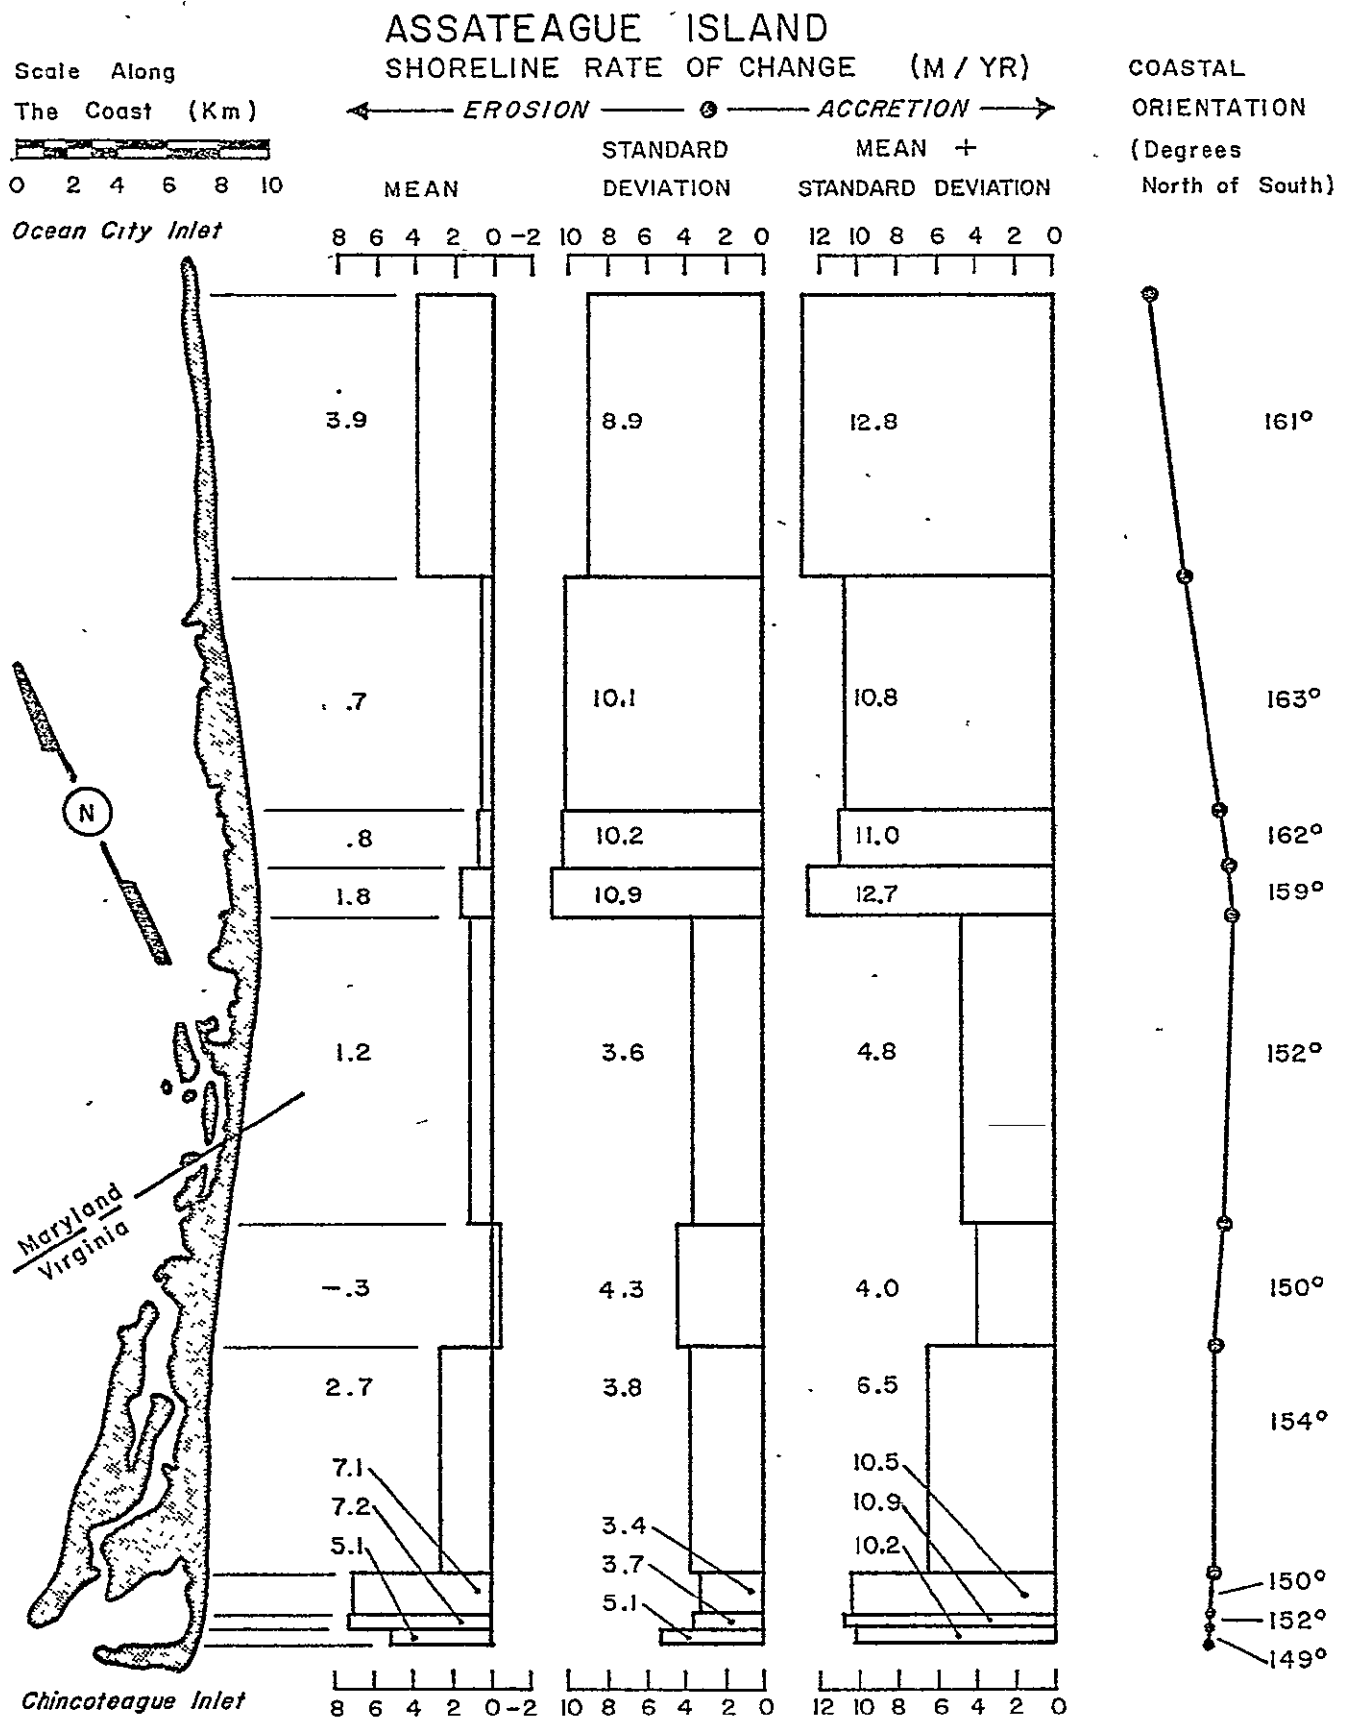 ASSATEAGUE ISLAND
SHORELINE RATE OF CHANGE (M/YR)
EROSION ACCRETION
Scale Along
The Coast (Km)
0 2 4 6 8 10
COASTAL
ORIENTATION
(Degrees
North of South)
MEAN
STANDARD
DEVIATION
MEAN +
STANDARD DEVIATION
Ocean City Inlet
8 6 4 2 0 -2 10 8 6 4 2 0 12 10 8 6 4 2 0
3.9 8.9 12.8 161°
.7 10.1 10.8 163°
N
.8 10.2 11.0 162°
1.8 10.9 12.7 159°
1.2 3.6 4.8 152°
Maryland
Virginia
-.3 4.3 4.0 150°
2.7 3.8 6.5 154°
7.1 3.4 10.5 150°
7.2 3.7 10.9 152°
5.1 5.1 10.2 149°
Chincoteague Inlet
8 6 4 2 0 -2 10 8 6 4 2 0 12 10 8 6 4 2 0